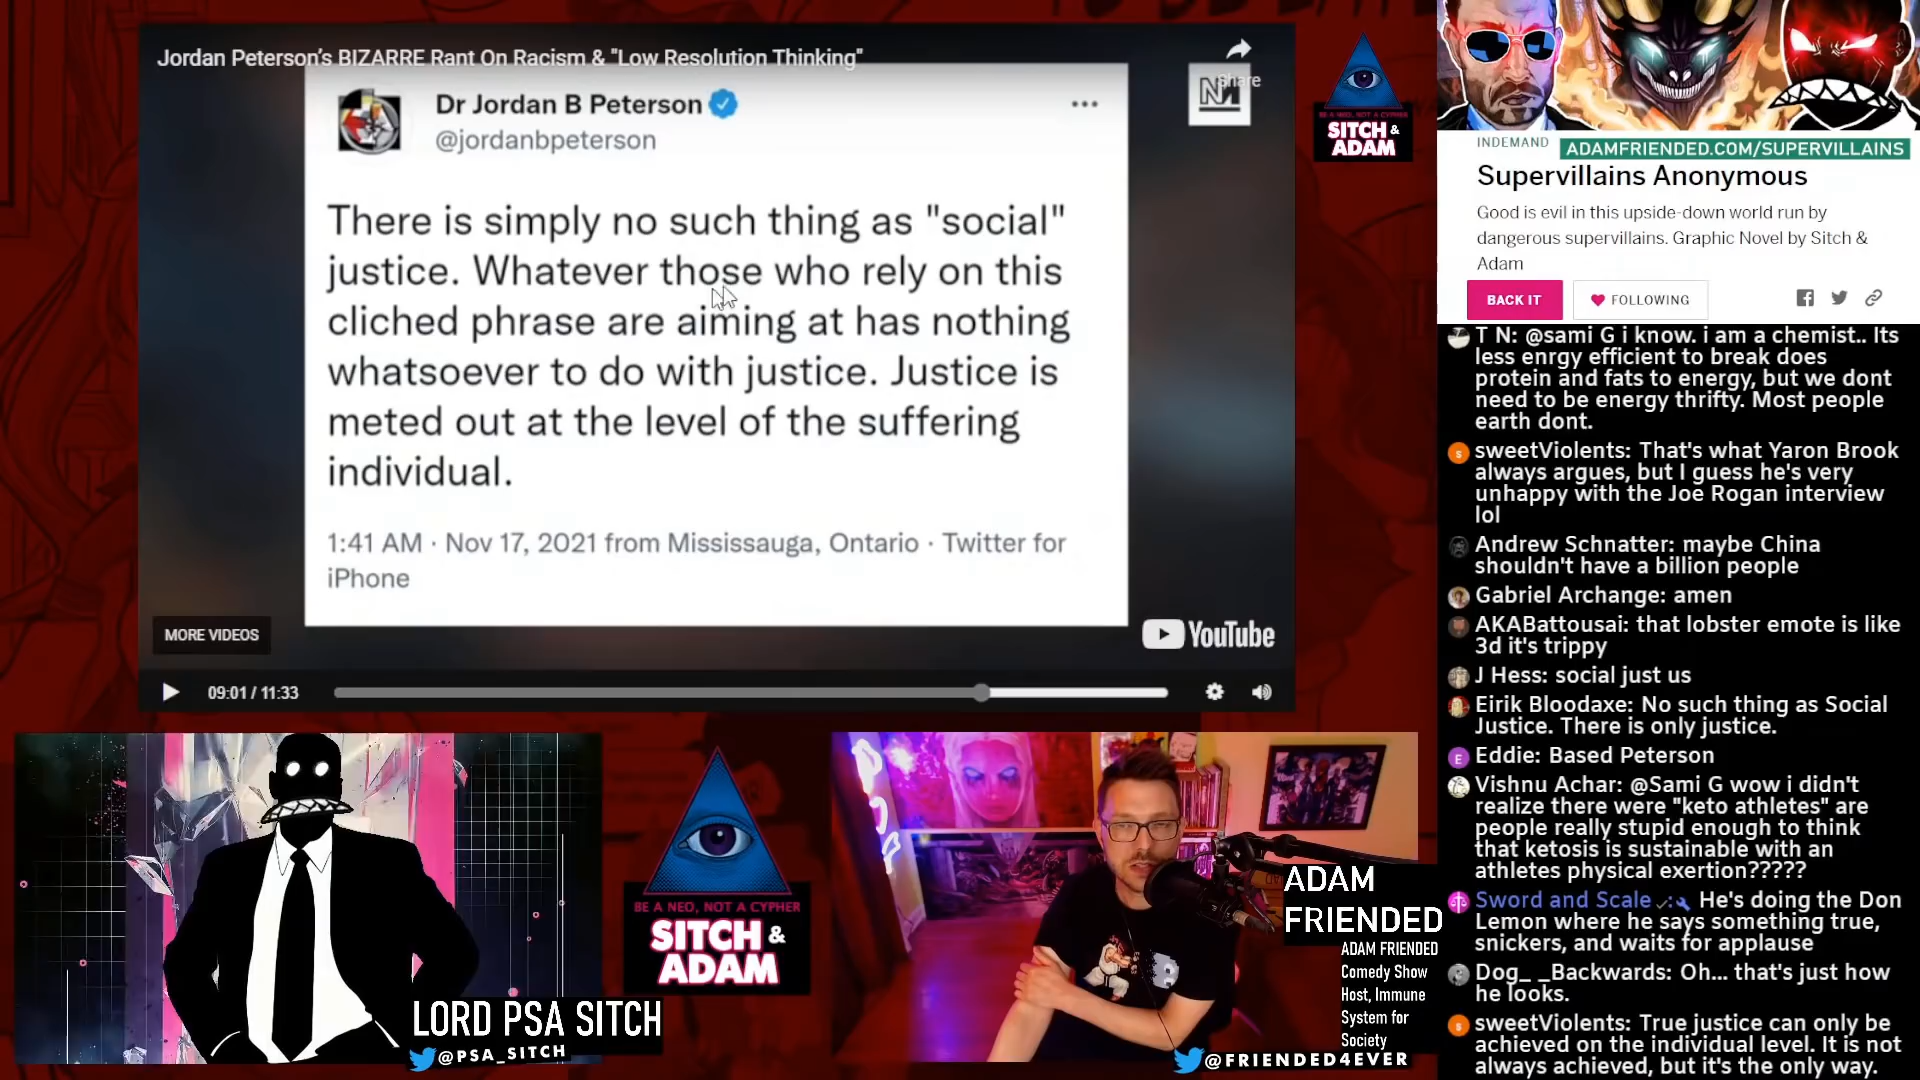 Jordan Peterson's BIZARRE Rant On Racism & "Low Resolution Thinking"
Share
Dr Jordan B Peterson
@jordanbpeterson
There is simply no such thing as "social"
justice. Whatever those who rely on this
cliched phrase are aiming at has nothing
whatsoever to do with justice. Justice is
meted out at the level of the suffering
individual.
1:41 AM · Nov 17, 2021 from Mississauga, Ontario · Twitter for
iPhone
MORE VIDEOS
YouTube
09:01 / 11:33
BE A NEO, NOT A CYPHER
SITCH &
ADAM
INDEMAND
ADAMFRIENDED.COM/SUPERVILLAINS
Supervillains Anonymous
Good is evil in this upside-down world run by
dangerous supervillains. Graphic Novel by Sitch &
Adam
BACK IT
FOLLOWING
T N: @sami G i know. i am a chemist.. Its
less enrgy efficient to break does
protein and fats to energy, but we dont
need to be energy thrifty. Most people
earth dont.
sweetViolents: That's what Yaron Brook
always argues, but I guess he's very
unhappy with the Joe Rogan interview
lol
Andrew Schnatter: maybe China
shouldn't have a billion people
Gabriel Archange: amen
AKABattousai: that lobster emote is like
3d it's trippy
J Hess: social just us
Eirik Bloodaxe: No such thing as Social
Justice. There is only justice.
Eddie: Based Peterson
Vishnu Achar: @Sami G wow i didn't
realize there were "keto athletes" are
people really stupid enough to think
that ketosis is sustainable with an
athletes physical exertion?????
Sword and Scale He's doing the Don
Lemon where he says something true,
snickers, and waits for applause
Dog_ _Backwards: Oh... that's just how
he looks.
sweetViolents: True justice can only be
achieved on the individual level. It is not
always achieved, but it's the only way.
LORD PSA SITCH
@PSA_SITCH
BE A NEO, NOT A CYPHER
SITCH &
ADAM
ADAM
FRIENDED
ADAM FRIENDED
Comedy Show
Host, Immune
System for
Society
@FRIENDED4EVER